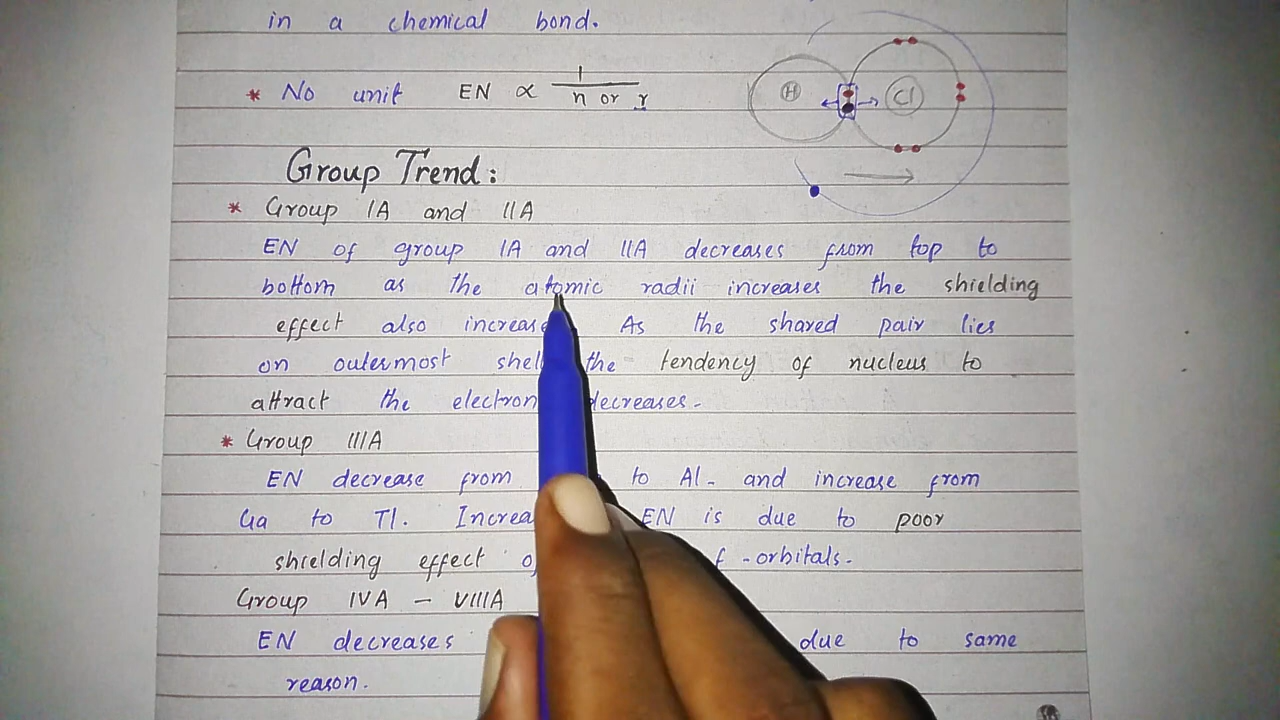 in a chemical bond.
* No unit EN ∝ 1 / n or r
H Cl
Group Trend:
* Group IA and IIA
EN of group IA and IIA decreases from top to
bottom as the atomic radii increases the shielding
effect also increase As the shared pair lies
on outermost shell the tendency of nucleus to
attract the electron decreases.
* Group IIIA
EN decrease from to Al. and increase from
Ga to Tl. EN is due to poor
shielding effect f-orbitals.
Group IVA - VIIIA
EN decreases due to same
reason.